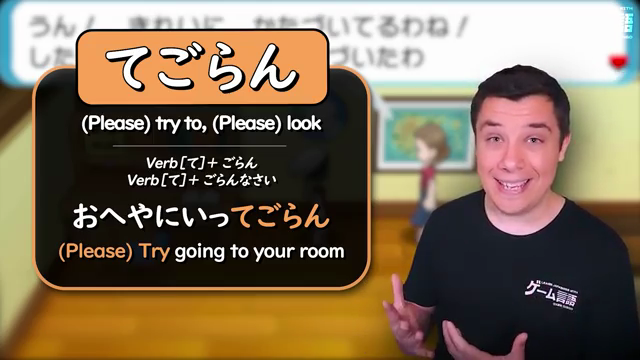 うん！ きれいに かたづいてるわね！
した
づいたわ
てごらん
(Please) try to, (Please) look
Verb[て]+ ごらん
Verb[て]+ ごらんなさい
おへやにいってごらん
(Please) Try going to your room
ゲーム言語